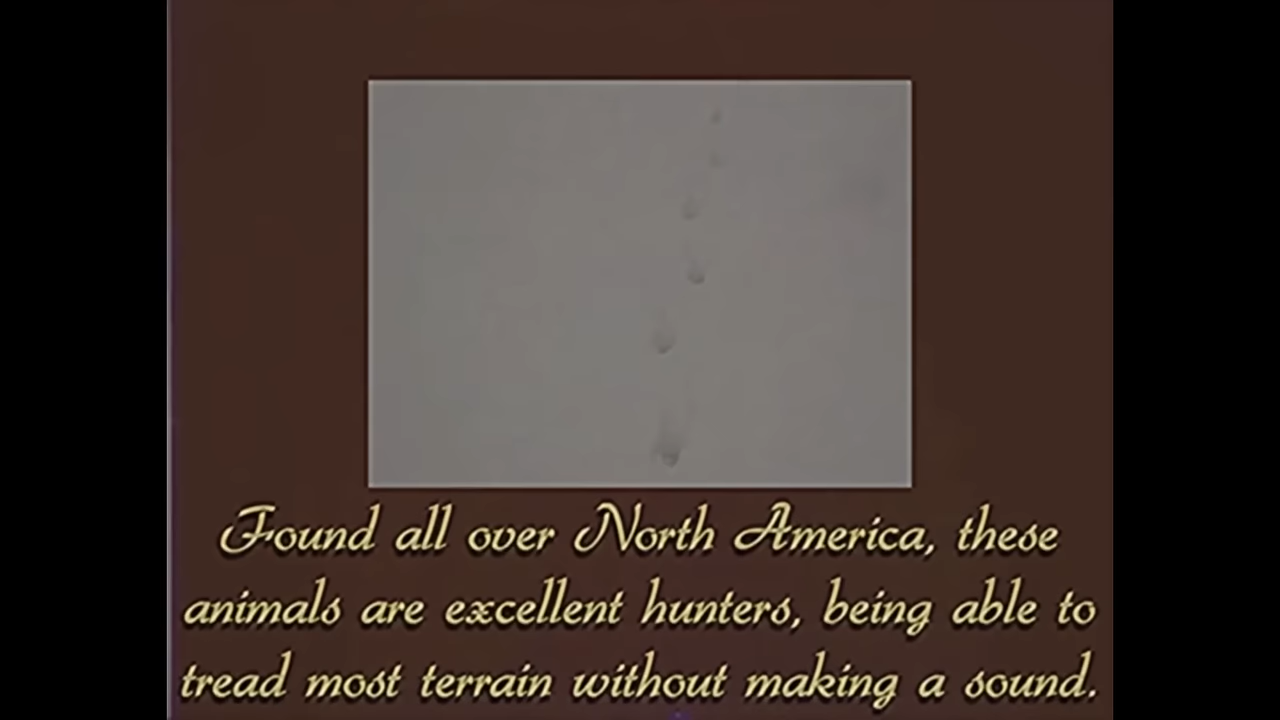 Found all over North America, these
animals are excellent hunters, being able to
tread most terrain without making a sound.